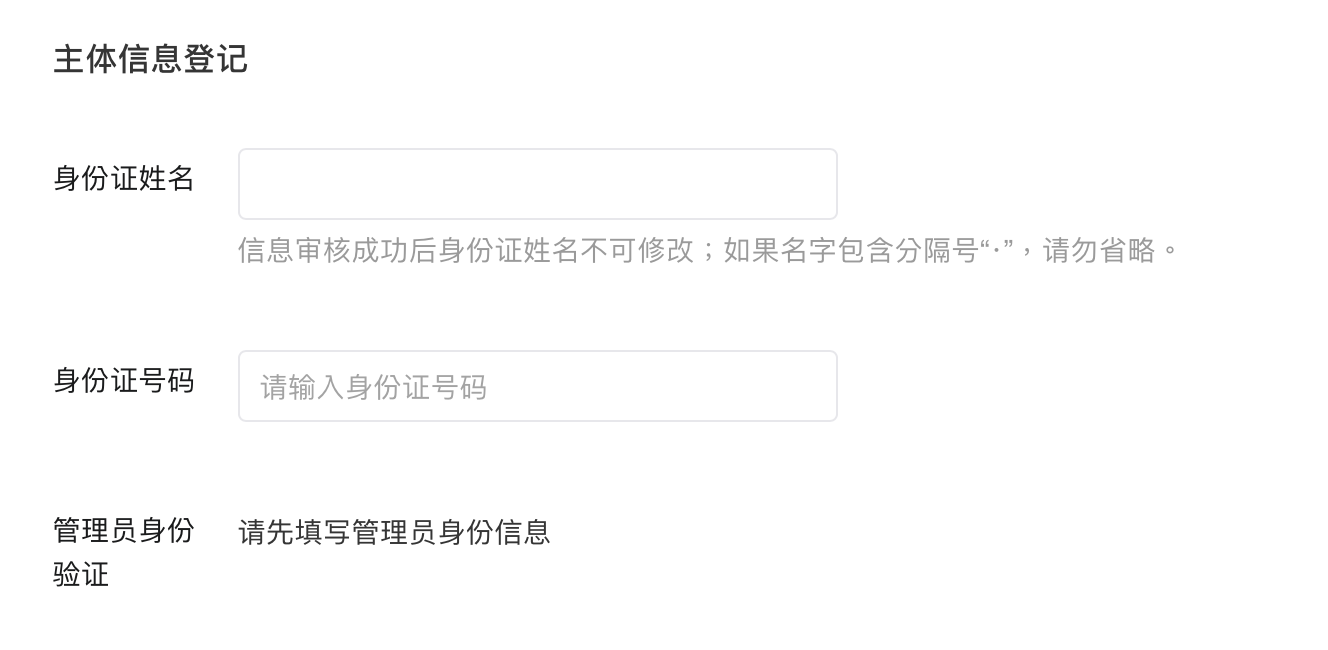 主体信息登记
身份证姓名
信息审核成功后身份证姓名不可修改；如果名字包含分隔号“·”，请勿省略。
身份证号码
请输入身份证号码
管理员身份
验证
请先填写管理员身份信息